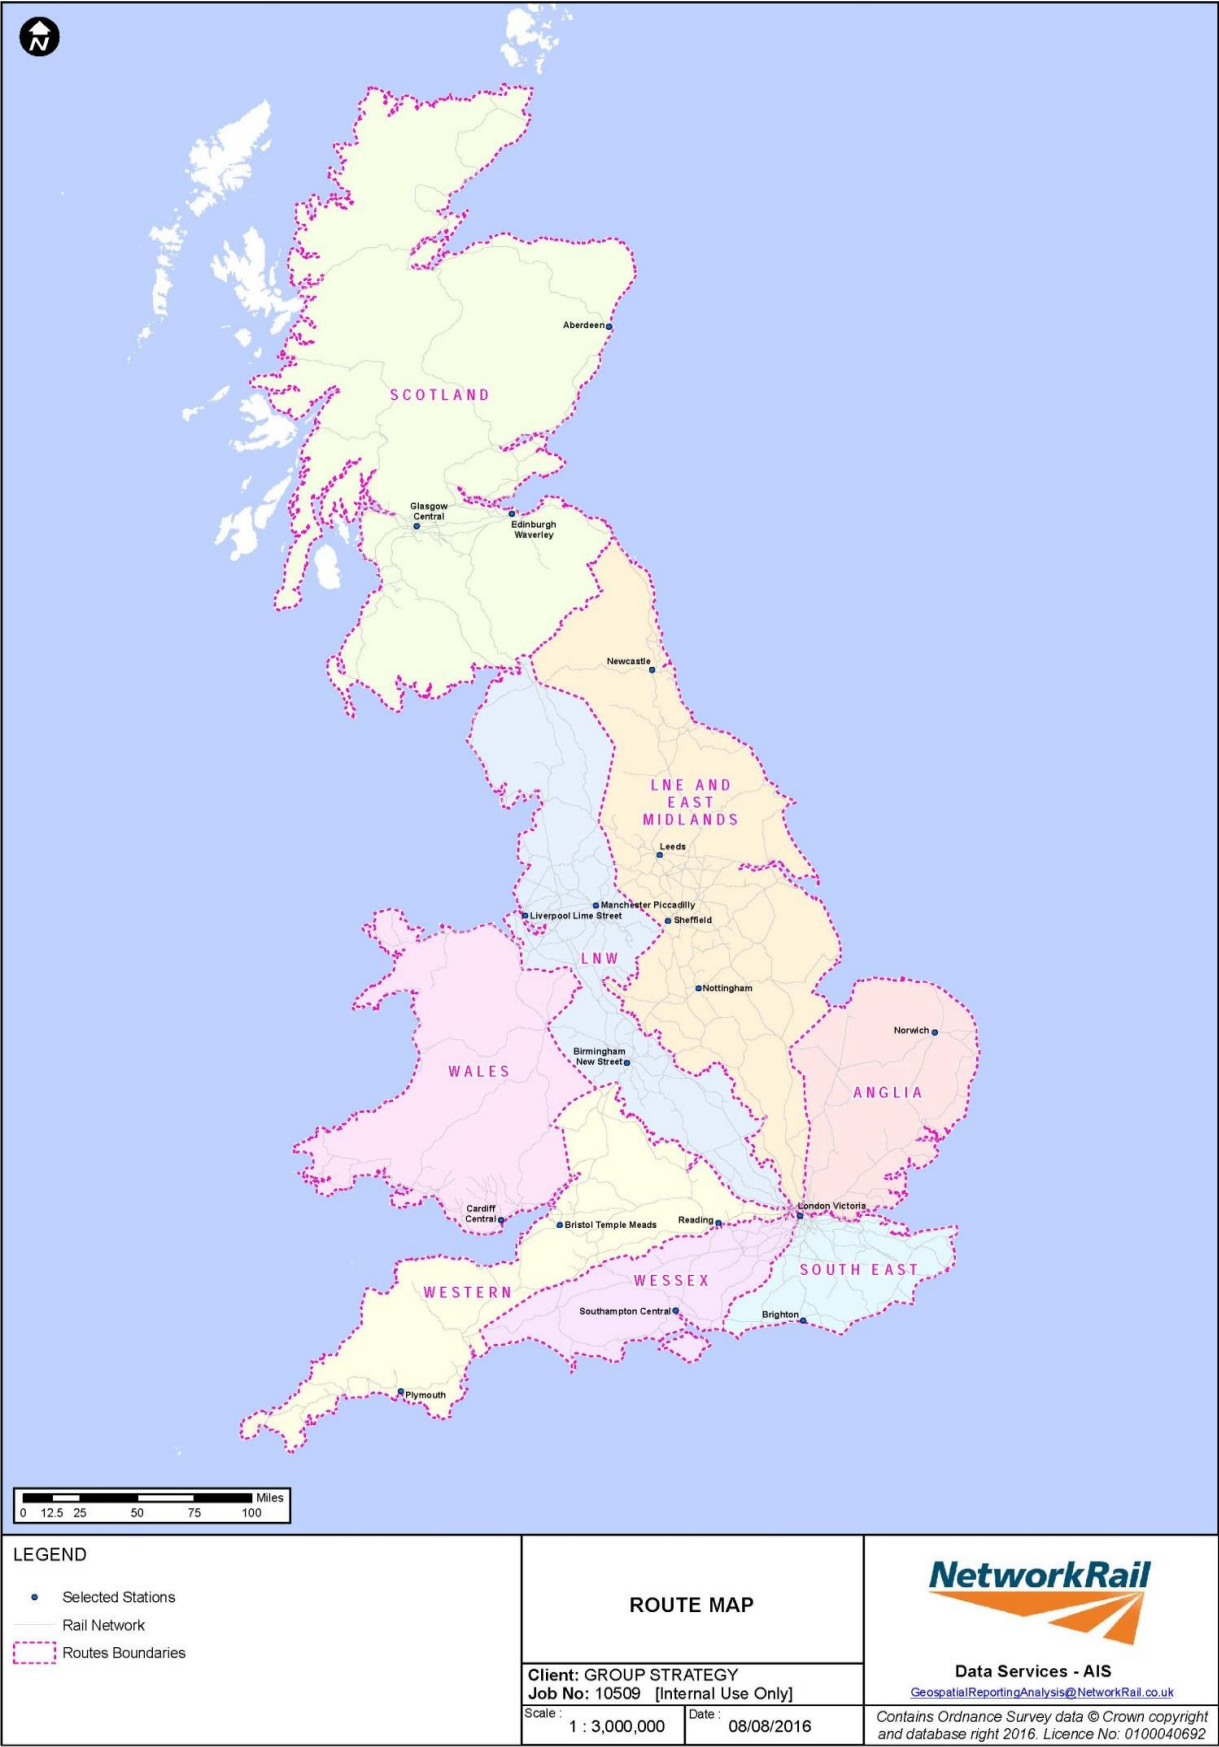 N
Aberdeen
SCOTLAND
Glasgow
Central
Edinburgh
Waverley
Newcastle
LNE AND
EAST
MIDLANDS
Leeds
Manchester Piccadilly
Liverpool Lime Street
Sheffield
LNW
Nottingham
Norwich
Birmingham
New Street
WALES
ANGLIA
Cardiff
Central
London Victoria
Bristol Temple Meads
Reading
SOUTH EAST
WESSEX
WESTERN
Southampton Central
Brighton
Plymouth
Miles
0 12.5 25 50 75 100
LEGEND
Selected Stations
Rail Network
Routes Boundaries
ROUTE MAP
Client: GROUP STRATEGY
Job No: 10509 [Internal Use Only]
Scale :
1 : 3,000,000
Date :
08/08/2016
NetworkRail
Data Services - AIS
GeospatialReportingAnalysis@NetworkRail.co.uk
Contains Ordnance Survey data © Crown copyright
and database right 2016. Licence No: 0100040692